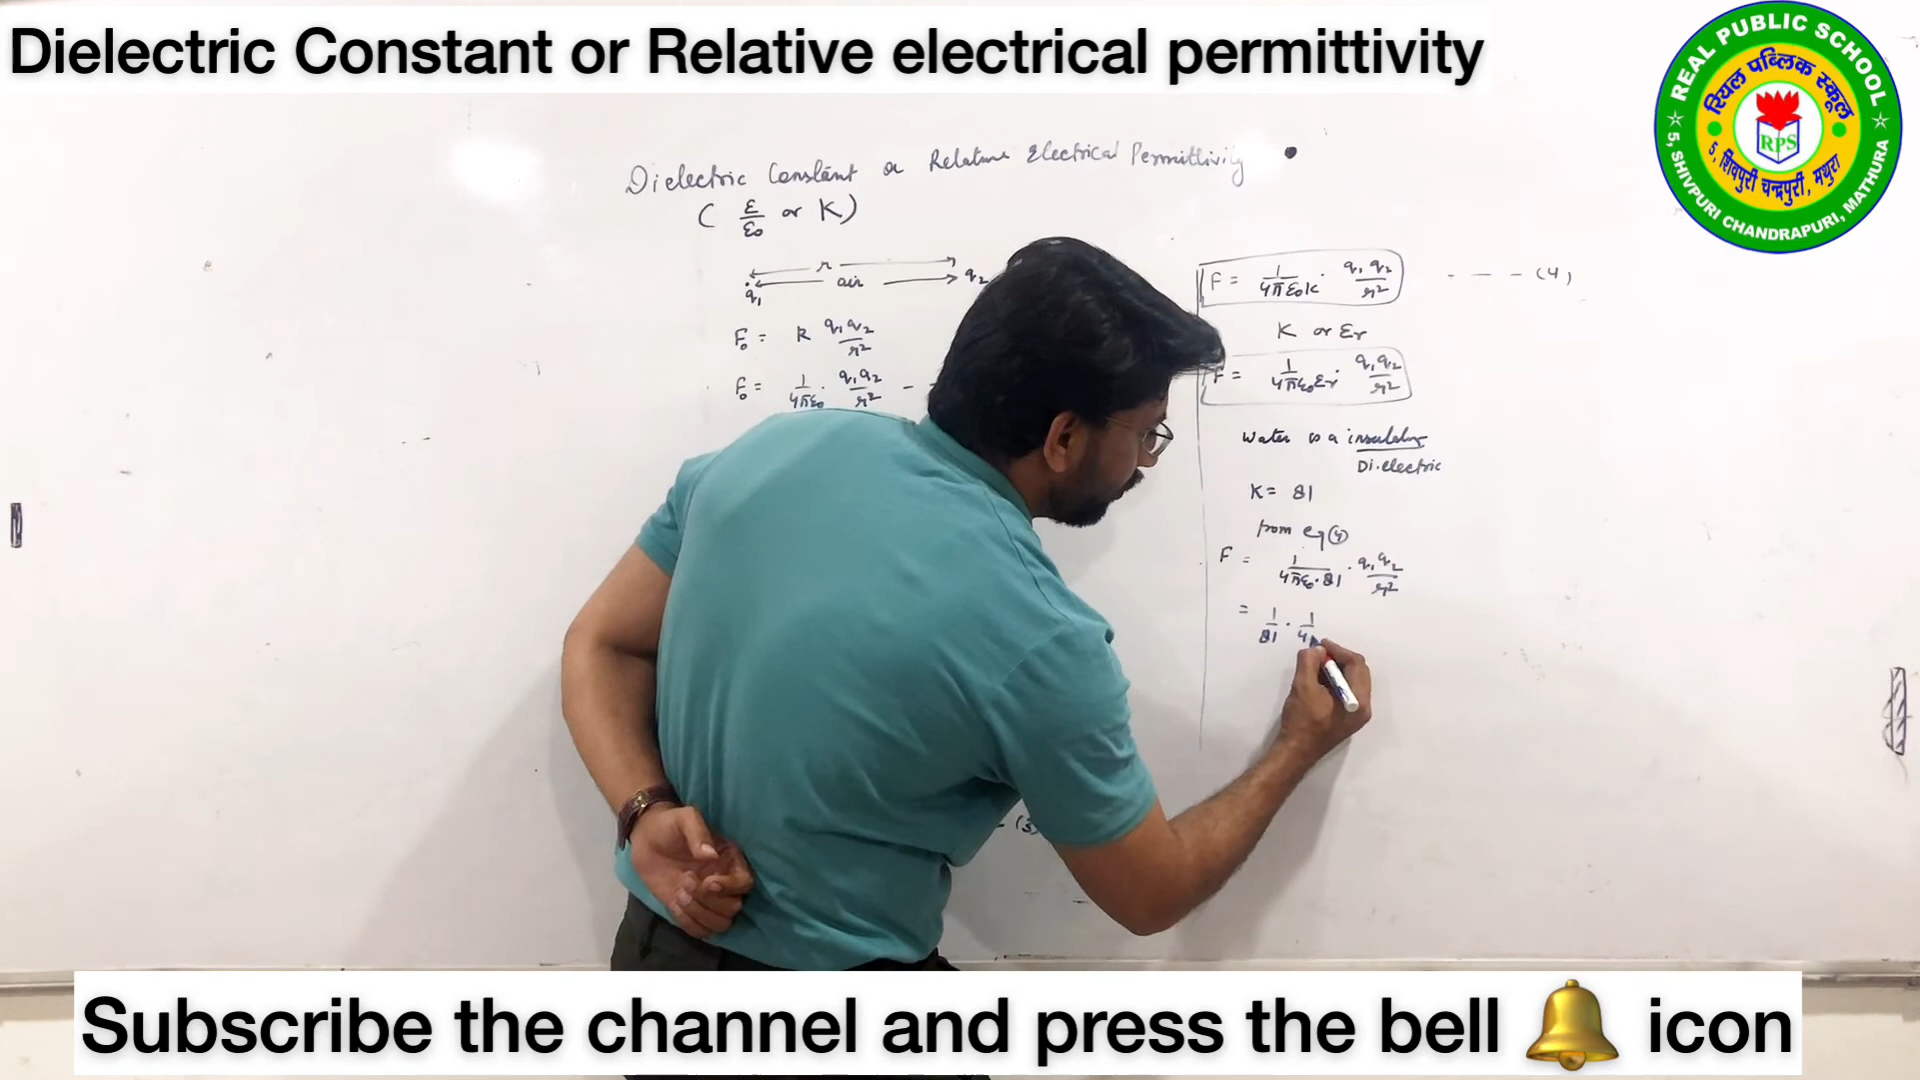 Dielectric Constant or Relative electrical permittivity
REAL PUBLIC SCHOOL
रियल पब्लिक स्कूल
RPS
5, शिवपुरी चन्द्रपुरी, मथुरा
5, SHIVPURI CHANDRAPURI, MATHURA
Dielectric Constant or Relative Electrical Permittivity
( ε/ε₀ or K )
r
q₁ air q₂
F₀ = k q₁q₂/r²
F₀ = 1/4πε₀ · q₁q₂/r² -
- (3)
F = 1/4πε₀k · q₁q₂/r² - - - (4)
K or εr
F = 1/4πε₀εr · q₁q₂/r²
Water is a insulating
Di.electric
K = 81
from eq (4)
F = 1/4πε₀·81 · q₁q₂/r²
= 1/81 · 1/4
Subscribe the channel and press the bell 🔔 icon